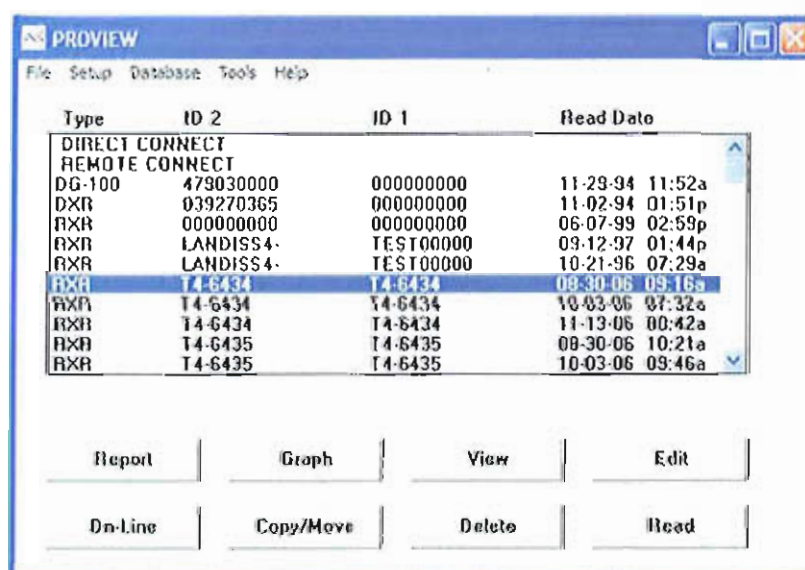 PROVIEW
File Setup Database Tools Help
Type ID 2 ID 1 Read Date
DIRECT CONNECT
REMOTE CONNECT
DG-100 479030000 000000000 11-29-94 11:52a
DXR 039270365 000000000 11-02-94 01:51p
RXR 000000000 000000000 06-07-99 02:59p
RXR LANDISS4- TEST00000 09-12-97 01:44p
RXR LANDISS4- TEST00000 10-21-96 07:29a
RXR T4-6434 T4-6434 08-30-06 09:16a
RXR T4-6434 T4-6434 10-03-06 07:32a
RXR T4-6434 T4-6434 11-13-06 00:42a
RXR T4-6435 T4-6435 08-30-06 10:21a
RXR T4-6435 T4-6435 10-03-06 09:46a
Report Graph View Edit
On-Line Copy/Move Delete Read